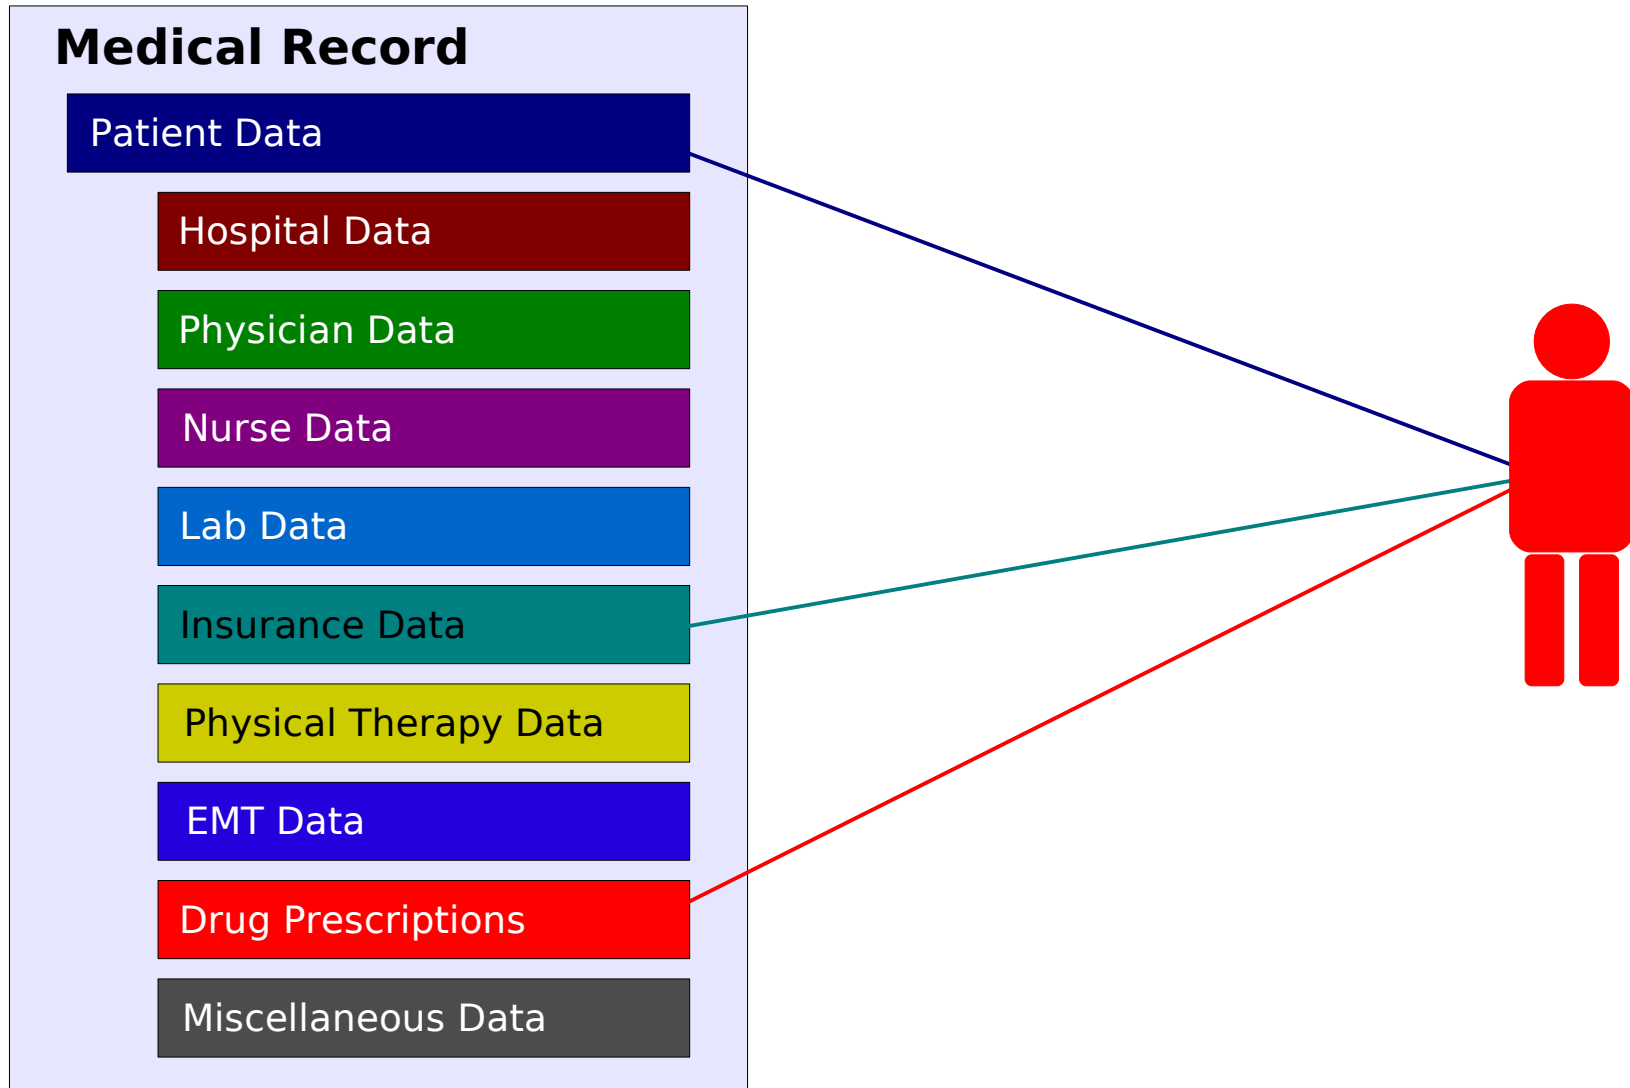 Medical Record
Patient Data
Hospital Data
Physician Data
Nurse Data
Lab Data
Insurance Data
Physical Therapy Data
EMT Data
Drug Prescriptions
Miscellaneous Data